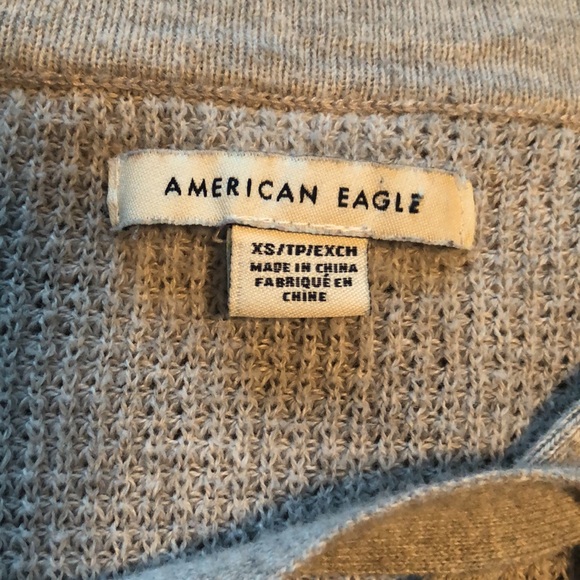 AMERICAN EAGLE
XS/TP/EXCH
MADE IN CHINA
FABRIQUÉ EN
CHINE